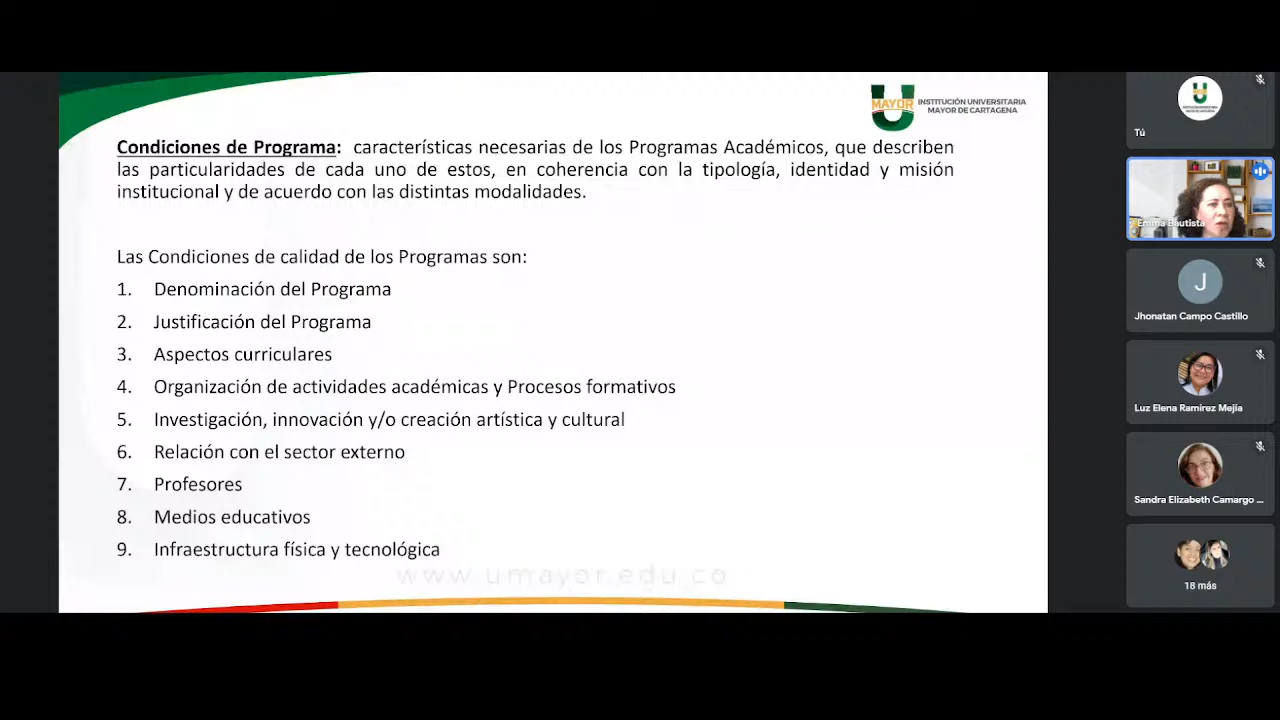 MAYOR
INSTITUCIÓN UNIVERSITARIA
MAYOR DE CARTAGENA
Condiciones de Programa: características necesarias de los Programas Académicos, que describen
las particularidades de cada uno de estos, en coherencia con la tipología, identidad y misión
institucional y de acuerdo con las distintas modalidades.
Las Condiciones de calidad de los Programas son:
1. Denominación del Programa
2. Justificación del Programa
3. Aspectos curriculares
4. Organización de actividades académicas y Procesos formativos
5. Investigación, innovación y/o creación artística y cultural
6. Relación con el sector externo
7. Profesores
8. Medios educativos
9. Infraestructura física y tecnológica
www.umayor.edu.co
Tú
Emma Bautista
J
Jhonatan Campo Castillo
Luz Elena Ramírez Mejía
Sandra Elizabeth Camargo ...
18 más